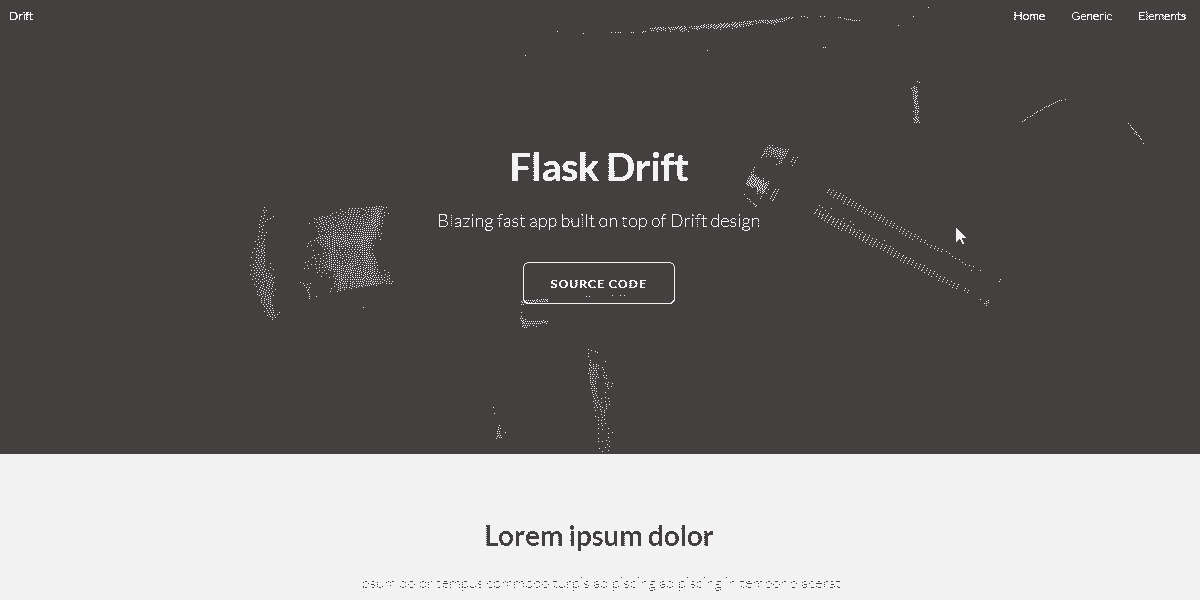 Drift
Home Generic Elements
Flask Drift
Blazing fast app built on top of Drift design
SOURCE CODE
Lorem ipsum dolor
psum dolor tempus commodo turpis adipiscing adipiscing in tempor placerat